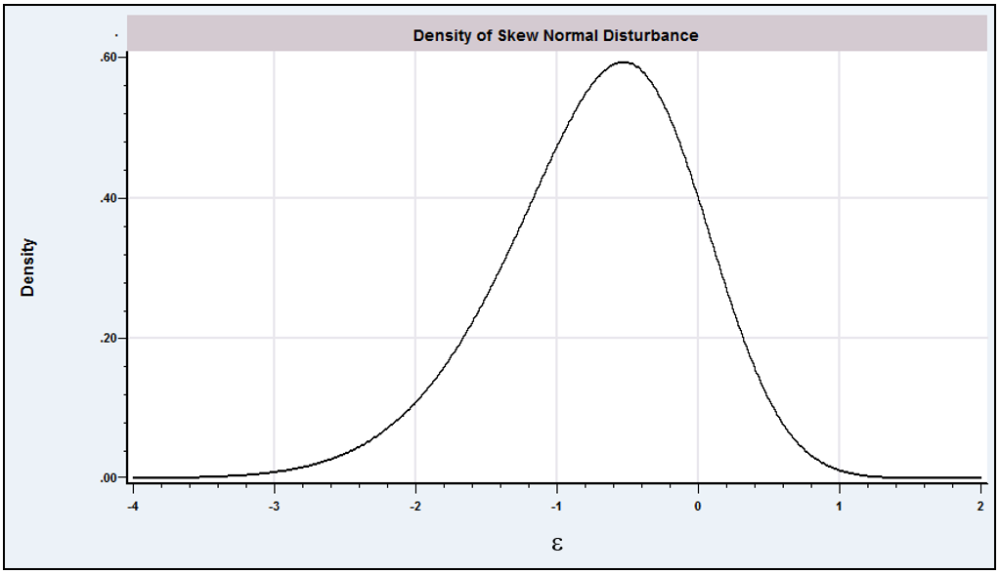 Density of Skew Normal Disturbance
.60
.40
.20
.00
Density
-4 -3 -2 -1 0 1 2
ε